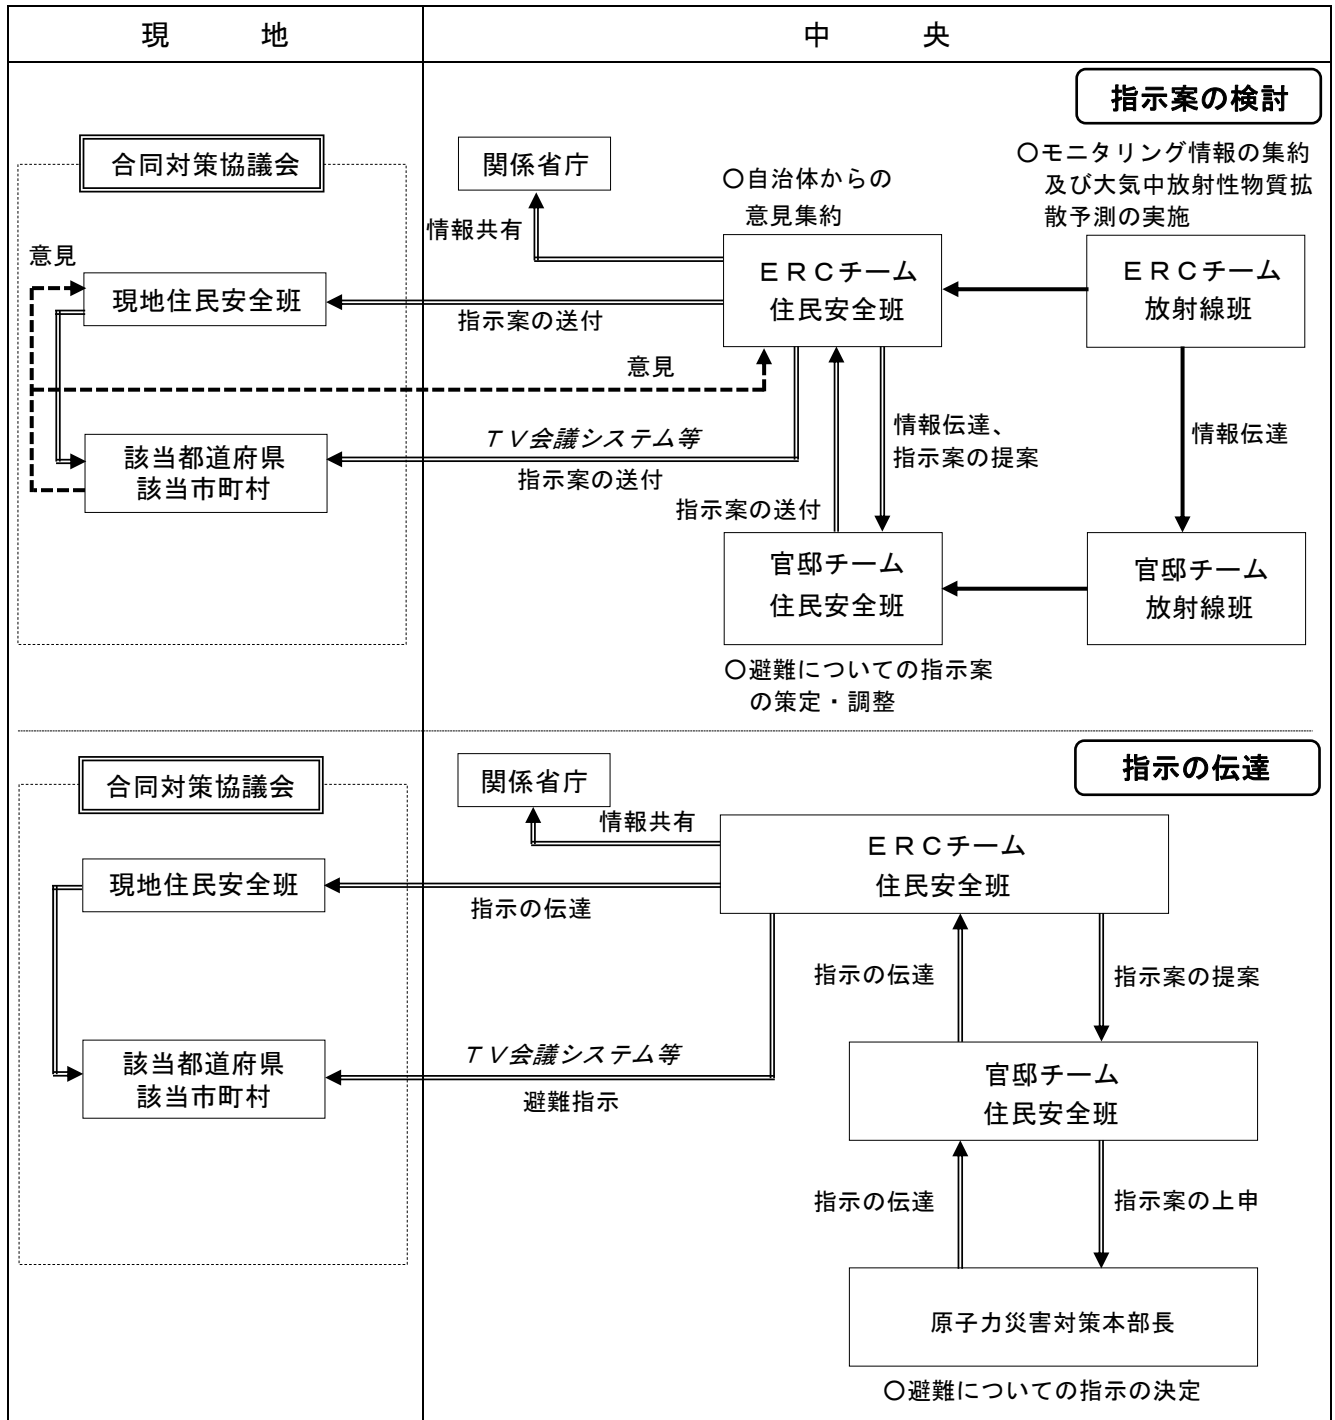 現　　　地
中　　　央
指示案の検討
合同対策協議会
関係省庁
○自治体からの
意見集約
○モニタリング情報の集約
及び大気中放射性物質拡
散予測の実施
情報共有
意見
現地住民安全班
ＥＲＣチーム
住民安全班
ＥＲＣチーム
放射線班
指示案の送付
意見
該当都道府県
該当市町村
ＴＶ会議システム等
指示案の送付
情報伝達、
指示案の提案
情報伝達
指示案の送付
官邸チーム
住民安全班
官邸チーム
放射線班
○避難についての指示案
の策定・調整
指示の伝達
合同対策協議会
関係省庁
情報共有
ＥＲＣチーム
住民安全班
現地住民安全班
指示の伝達
指示の伝達
指示案の提案
該当都道府県
該当市町村
ＴＶ会議システム等
避難指示
官邸チーム
住民安全班
指示の伝達
指示案の上申
原子力災害対策本部長
○避難についての指示の決定